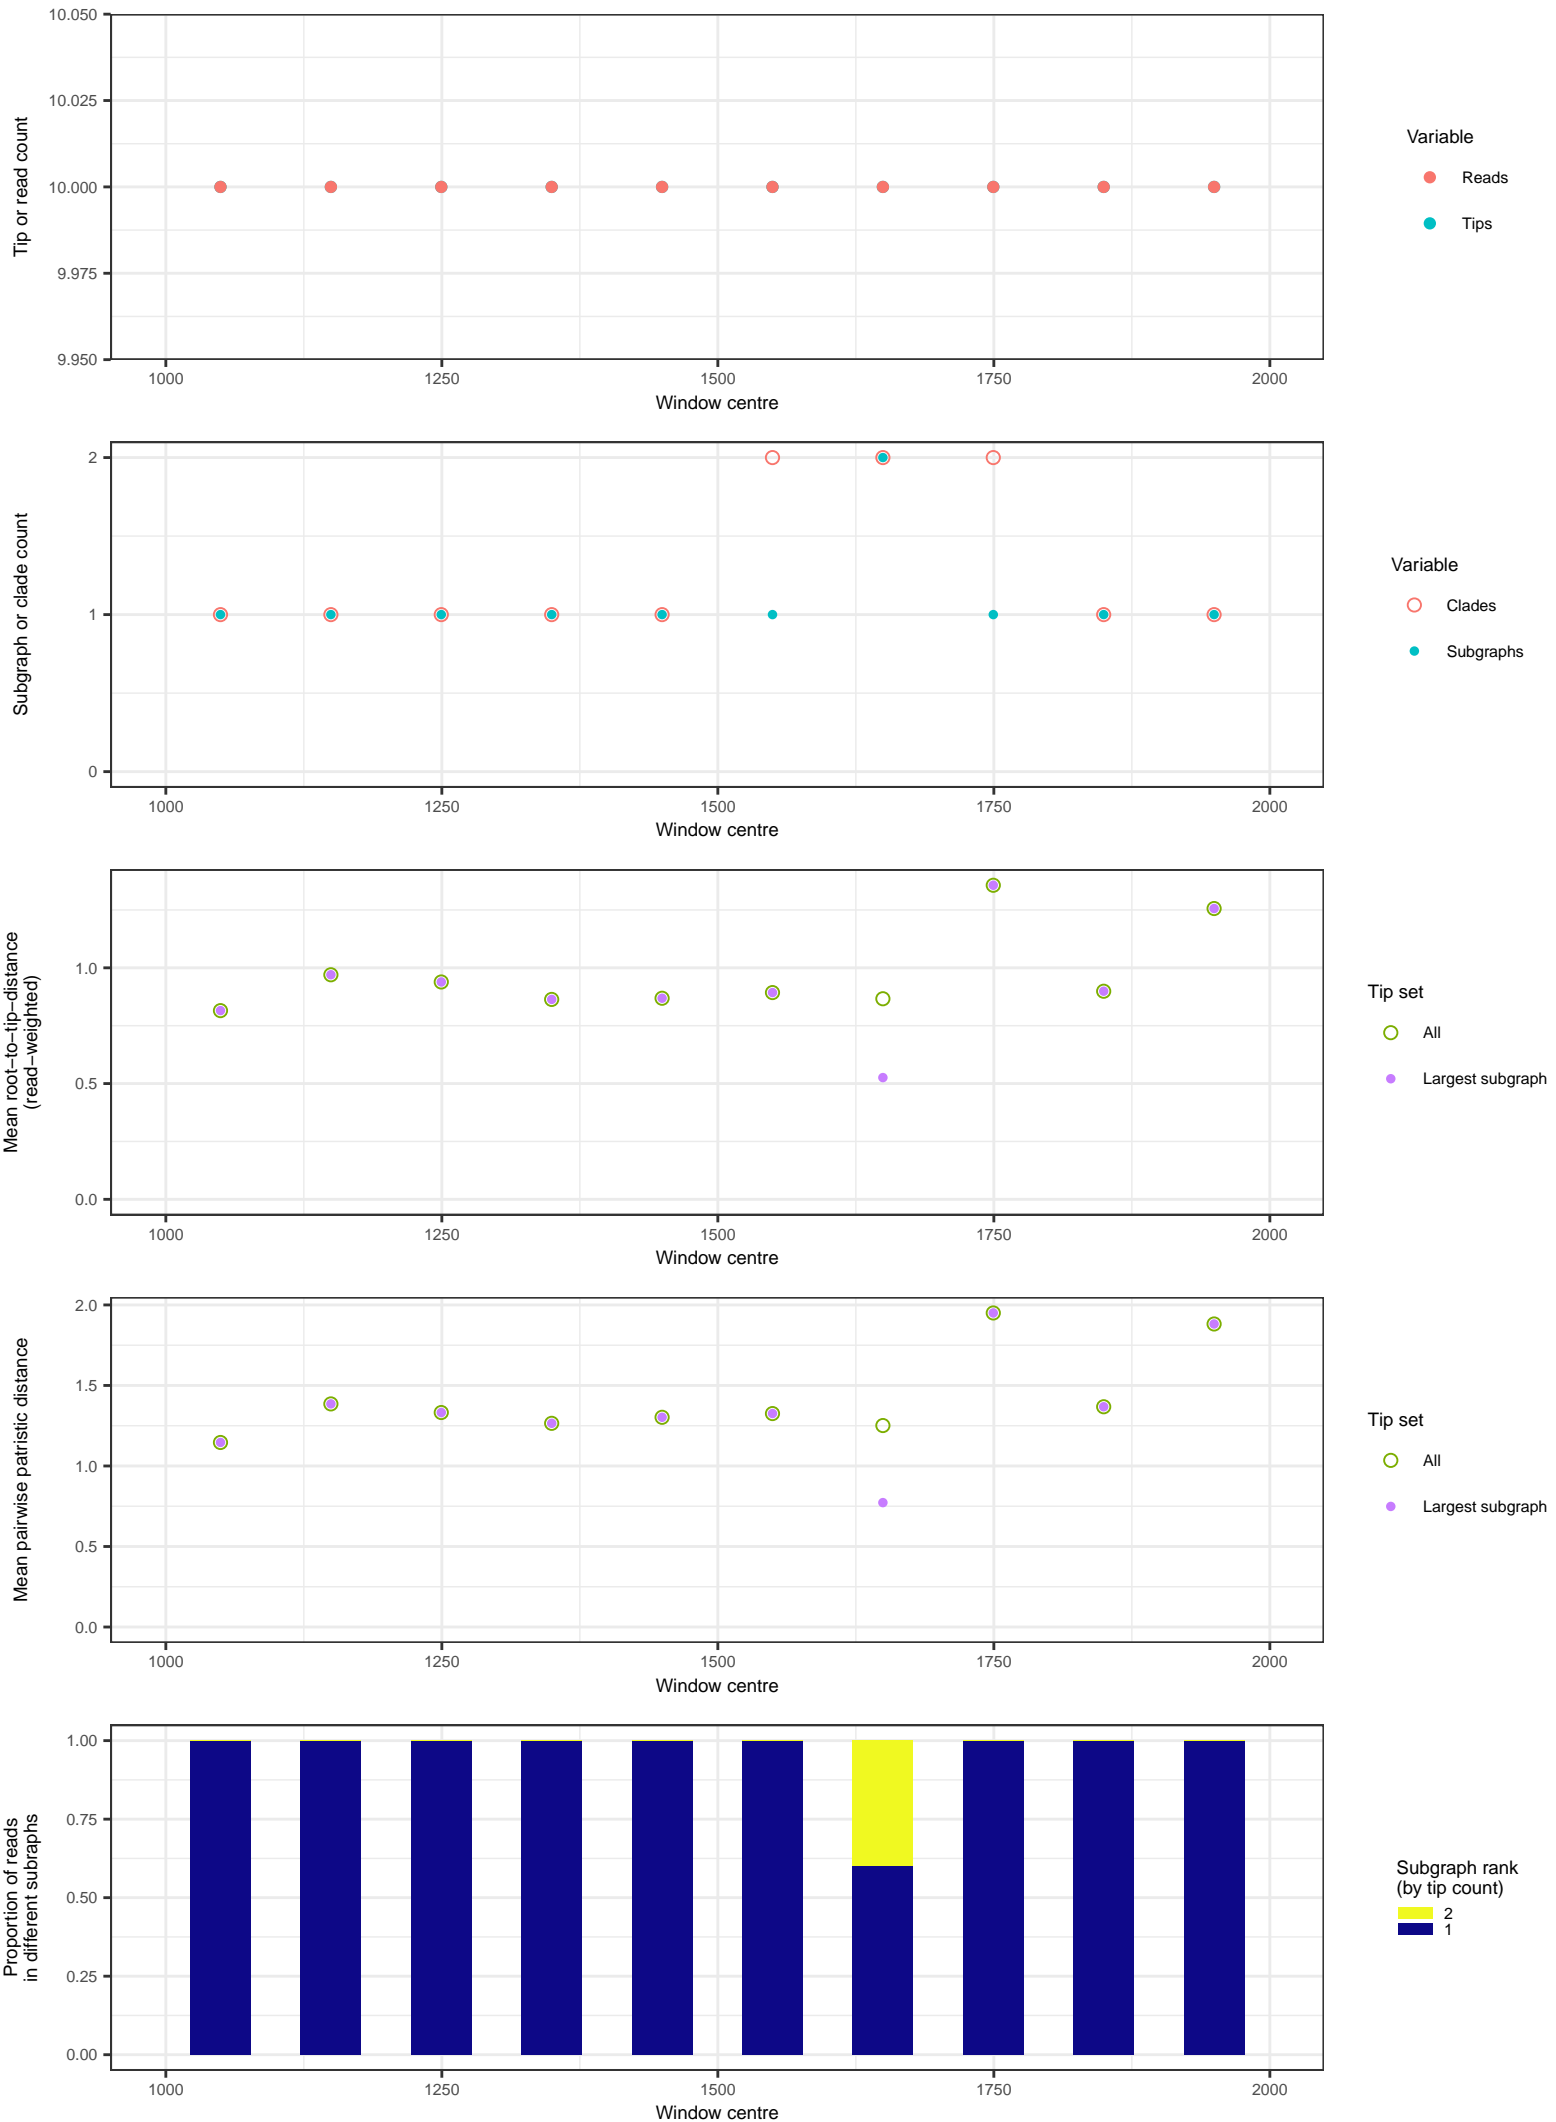 10.050
10.025
10.000
9.975
9.950
Tip or read count
1000 1250 1500 1750 2000
Window centre
Variable
Reads
Tips
2
1
0
Subgraph or clade count
1000 1250 1500 1750 2000
Window centre
Variable
Clades
Subgraphs
1.0
0.5
0.0
Mean root−to−tip−distance
(read−weighted)
1000 1250 1500 1750 2000
Window centre
Tip set
All
Largest subgraph
2.0
1.5
1.0
0.5
0.0
Mean pairwise patristic distance
1000 1250 1500 1750 2000
Window centre
Tip set
All
Largest subgraph
1.00
0.75
0.50
0.25
0.00
Proportion of reads
in different subraphs
1000 1250 1500 1750 2000
Window centre
Subgraph rank
(by tip count)
2
1